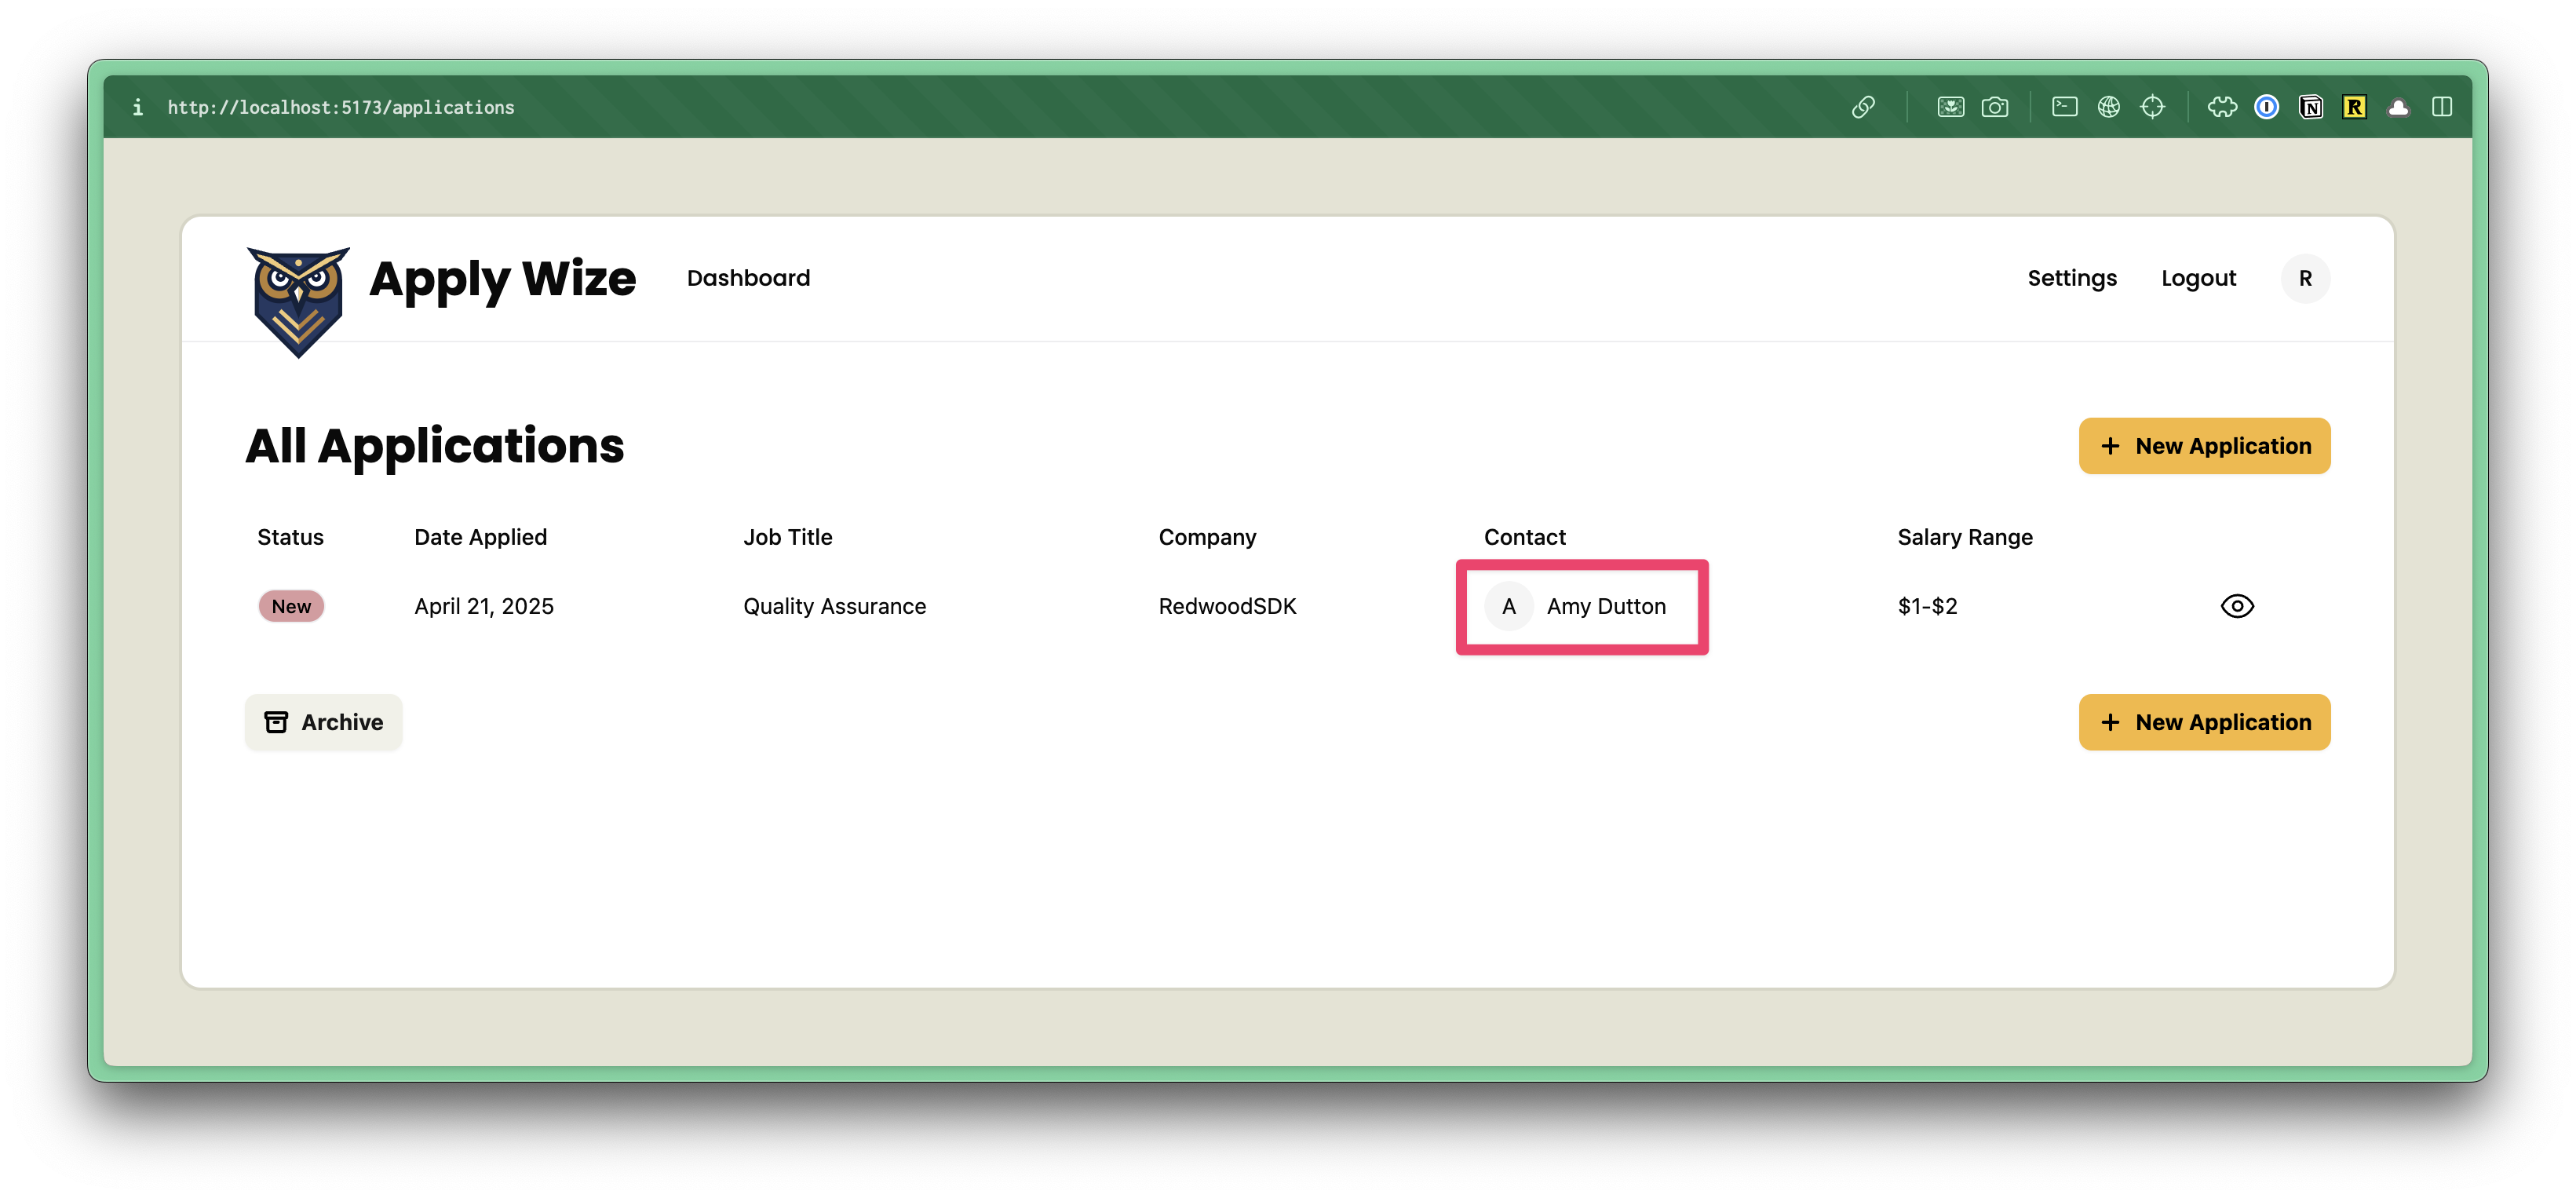 http://localhost:5173/applications
Apply Wize Dashboard Settings Logout R
All Applications + New Application
Status Date Applied Job Title Company Contact Salary Range
New April 21, 2025 Quality Assurance RedwoodSDK A Amy Dutton $1-$2
Archive + New Application